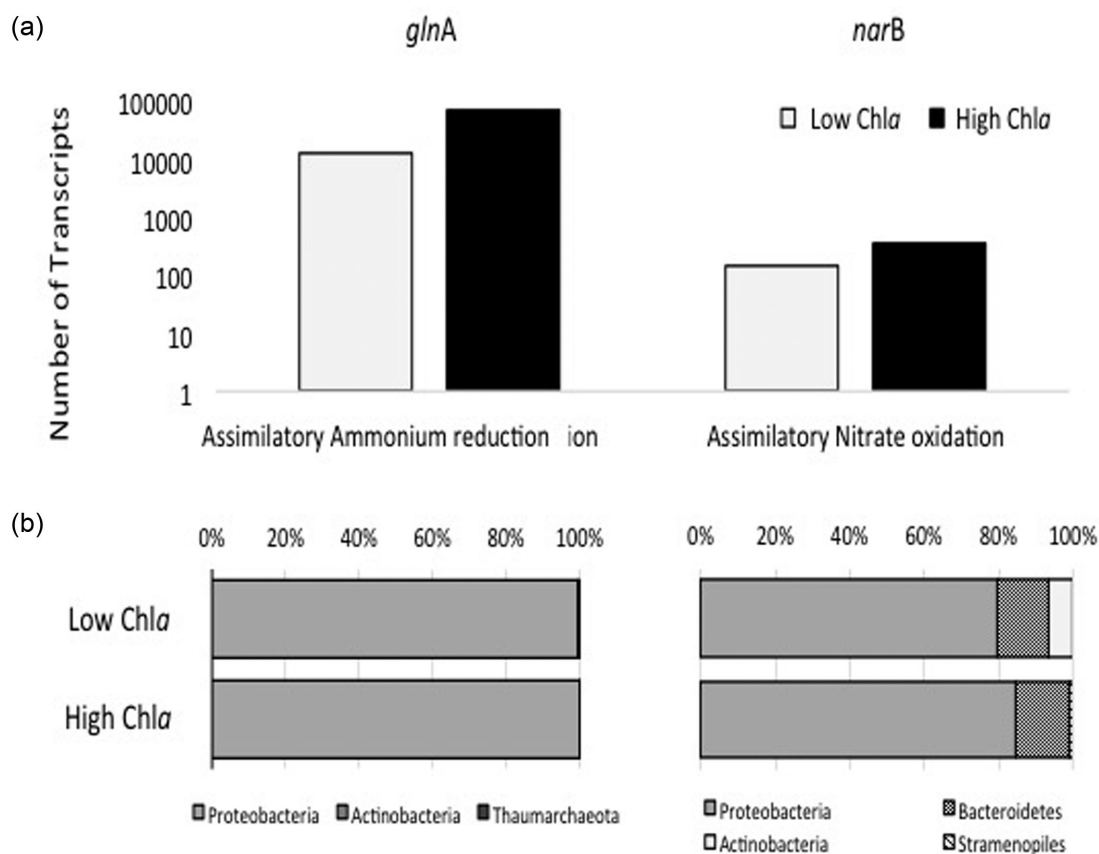 (a)
glnA narB
Number of Transcripts
100000
10000
1000
100
10
1
Low Chla High Chla
Assimilatory Ammonium reduction ion Assimilatory Nitrate oxidation
(b)
0% 20% 40% 60% 80% 100% 0% 20% 40% 60% 80% 100%
Low Chla
High Chla
Proteobacteria Actinobacteria Thaumarchaeota
Proteobacteria Bacteroidetes
Actinobacteria Stramenopiles